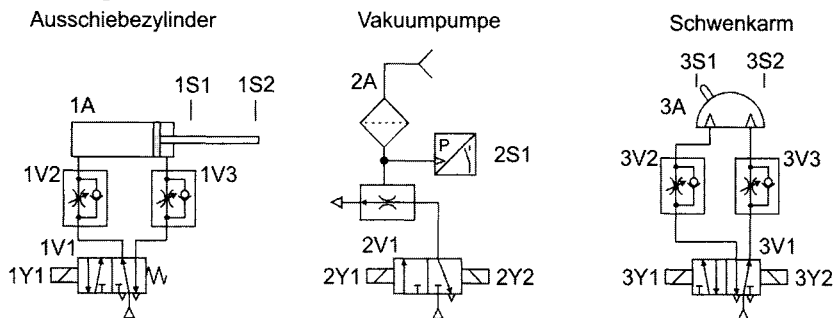 Ausschiebezylinder
Vakuumpumpe
Schwenkarm
1A
1S1
1S2
1V2
1V3
1V1
1Y1
2A
P
2S1
2V1
2Y1
2Y2
3S1
3S2
3A
3V2
3V3
3V1
3Y1
3Y2